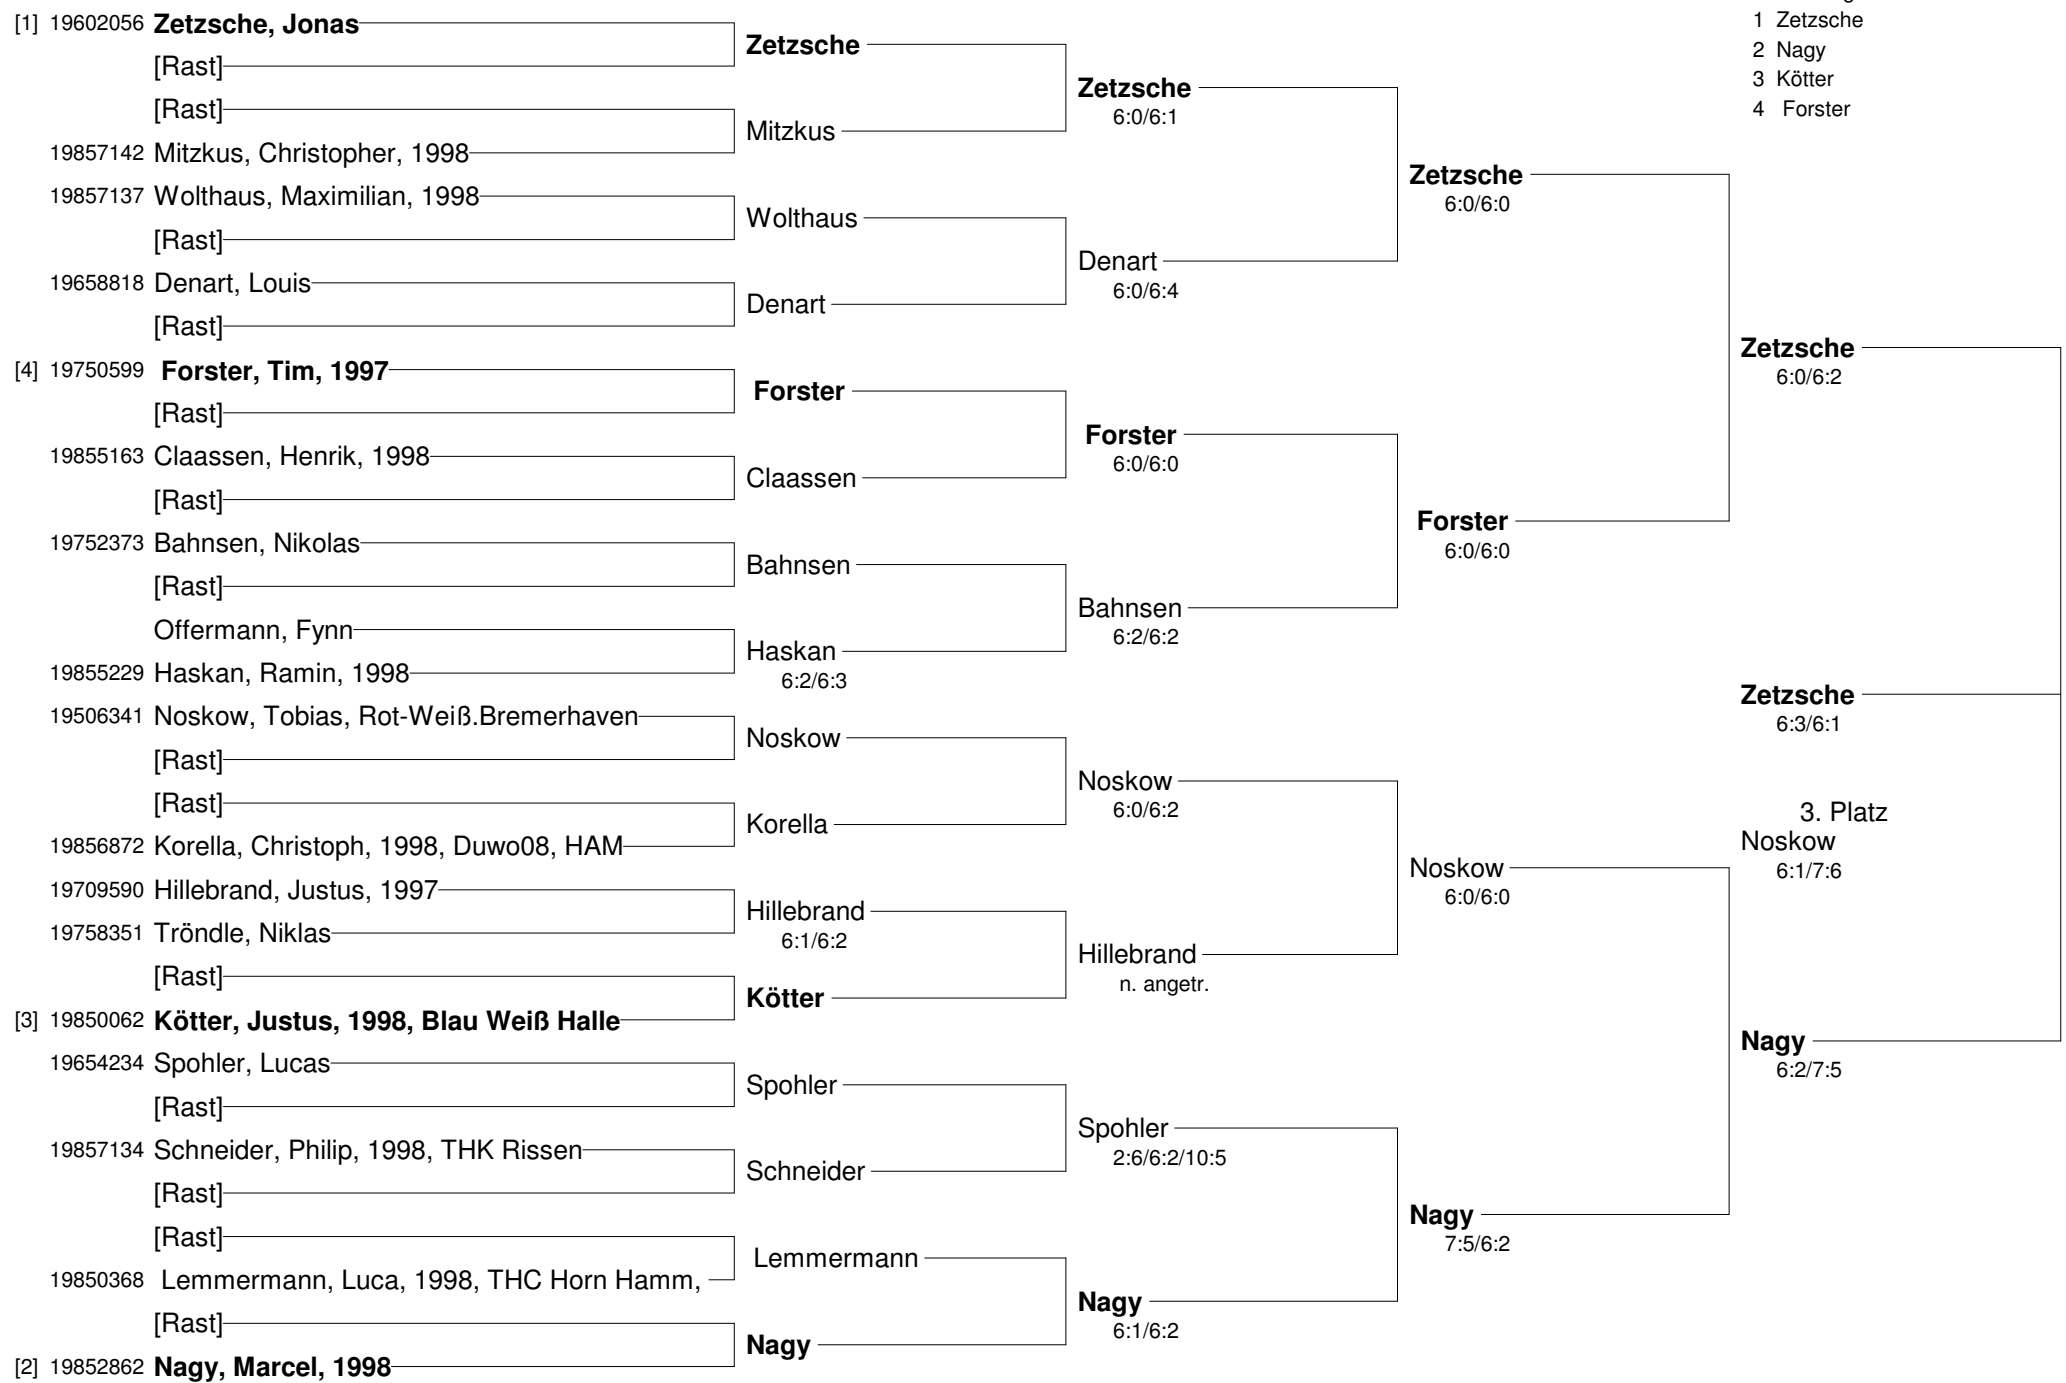 1 Zetzsche
2 Nagy
3 Kötter
4 Forster
[1] 19602056 Zetzsche, Jonas
[Rast]
[Rast]
19857142 Mitzkus, Christopher, 1998
19857137 Wolthaus, Maximilian, 1998
[Rast]
19658818 Denart, Louis
[Rast]
[4] 19750599 Forster, Tim, 1997
[Rast]
19855163 Claassen, Henrik, 1998
[Rast]
19752373 Bahnsen, Nikolas
[Rast]
Offermann, Fynn
19855229 Haskan, Ramin, 1998
19506341 Noskow, Tobias, Rot-Weiß.Bremerhaven
[Rast]
[Rast]
19856872 Korella, Christoph, 1998, Duwo08, HAM
19709590 Hillebrand, Justus, 1997
19758351 Tröndle, Niklas
[Rast]
[3] 19850062 Kötter, Justus, 1998, Blau Weiß Halle
19654234 Spohler, Lucas
[Rast]
19857134 Schneider, Philip, 1998, THK Rissen
[Rast]
[Rast]
19850368 Lemmermann, Luca, 1998, THC Horn Hamm,
[Rast]
[2] 19852862 Nagy, Marcel, 1998
Zetzsche
Mitzkus
Wolthaus
Denart
Forster
Claassen
Bahnsen
Haskan
6:2/6:3
Noskow
Korella
Hillebrand
6:1/6:2
Kötter
Spohler
Schneider
Lemmermann
Nagy
Zetzsche
6:0/6:1
Denart
6:0/6:4
Forster
6:0/6:0
Bahnsen
6:2/6:2
Noskow
6:0/6:2
Hillebrand
n. angetr.
Spohler
2:6/6:2/10:5
Nagy
6:1/6:2
Zetzsche
6:0/6:0
Forster
6:0/6:0
Noskow
6:0/6:0
Nagy
7:5/6:2
Zetzsche
6:0/6:2
Zetzsche
6:3/6:1
3. Platz
Noskow
6:1/7:6
Nagy
6:2/7:5